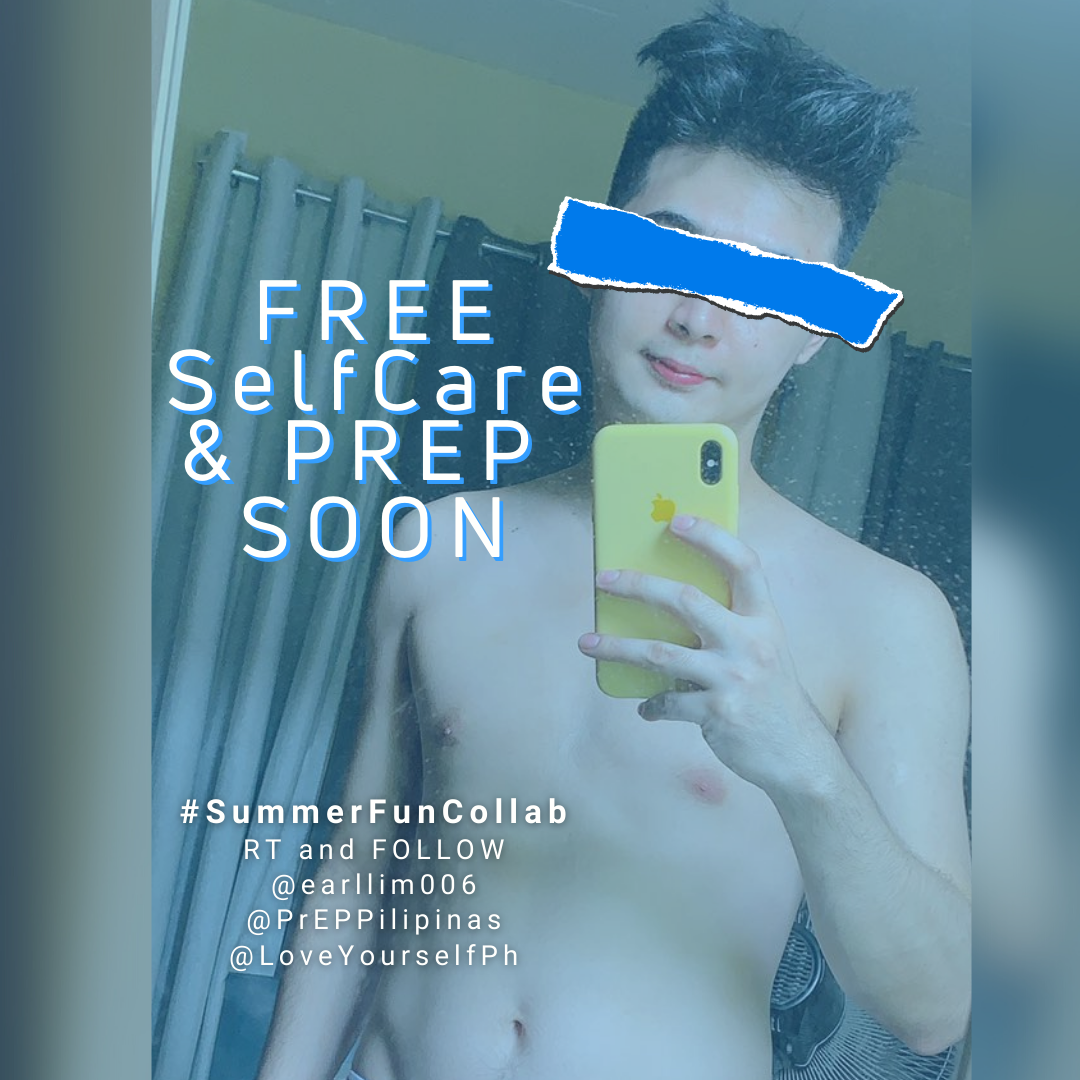 FREE
SelfCare
& PREP
SOON
#SummerFunCollab
RT and FOLLOW
@earllim006
@PrEPPilipinas
@LoveYourselfPh